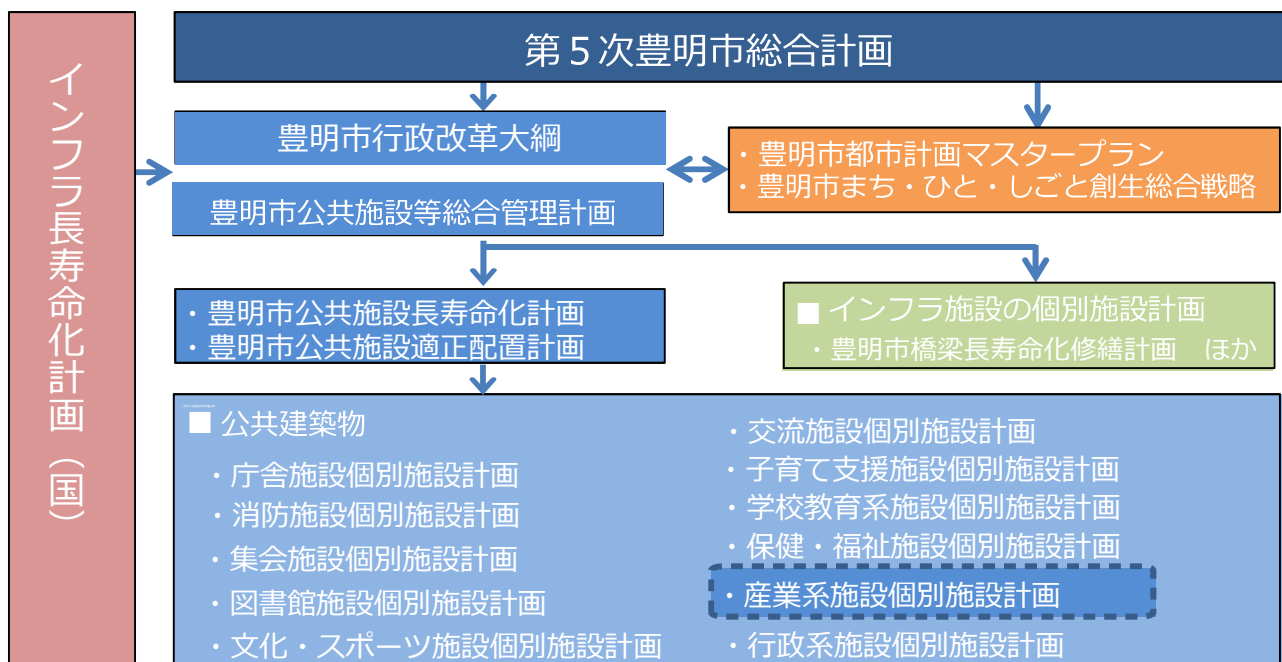 インフラ長寿命化計画（国）
第５次豊明市総合計画
豊明市行政改革大綱
豊明市公共施設等総合管理計画
・豊明市都市計画マスタープラン
・豊明市まち・ひと・しごと創生総合戦略
・豊明市公共施設長寿命化計画
・豊明市公共施設適正配置計画
■ インフラ施設の個別施設計画
・豊明市橋梁長寿命化修繕計画　ほか
■ 公共建築物
・庁舎施設個別施設計画
・消防施設個別施設計画
・集会施設個別施設計画
・図書館施設個別施設計画
・文化・スポーツ施設個別施設計画
・交流施設個別施設計画
・子育て支援施設個別施設計画
・学校教育系施設個別施設計画
・保健・福祉施設個別施設計画
・産業系施設個別施設計画
・行政系施設個別施設計画